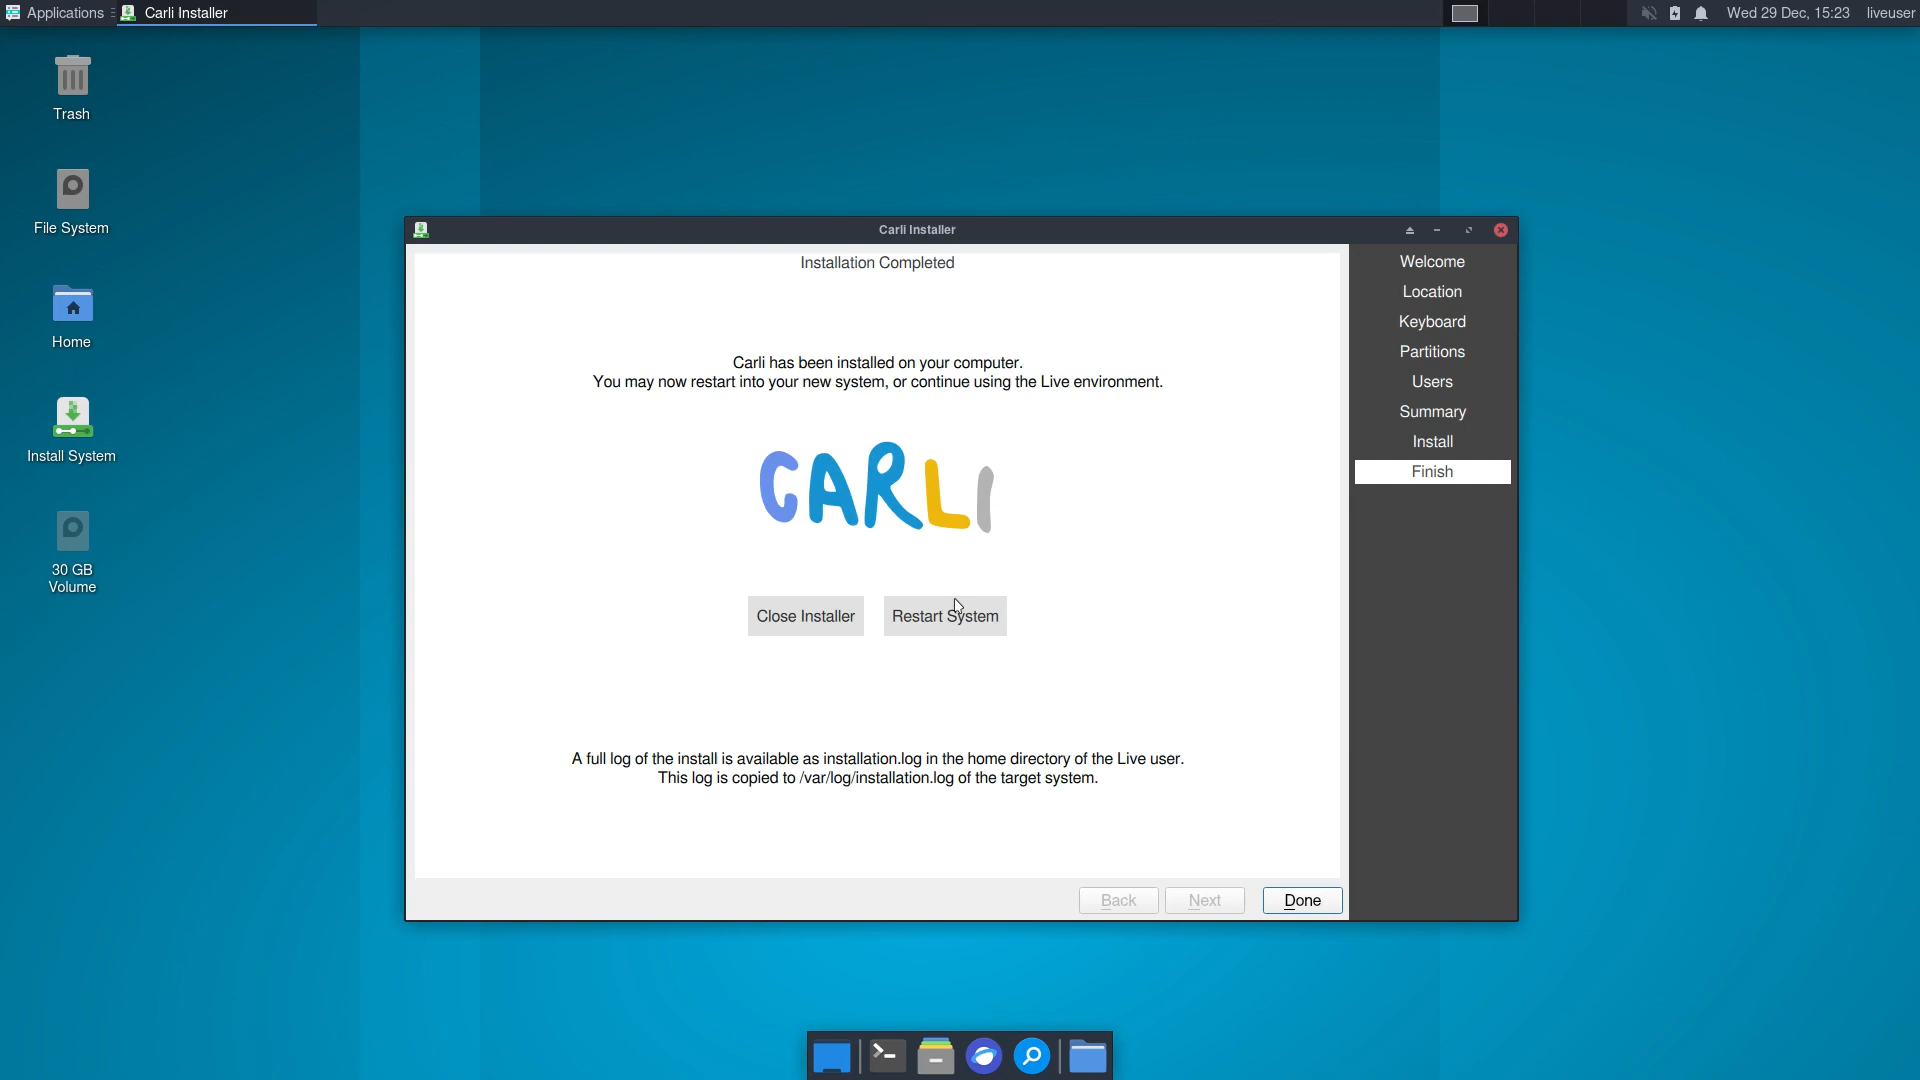 Applications
Carli Installer
Wed 29 Dec, 15:23
liveuser
Trash
File System
Home
Install System
30 GB
Volume
Carli Installer
Installation Completed
Carli has been installed on your computer.
You may now restart into your new system, or continue using the Live environment.
CARLI
Close Installer
Restart System
A full log of the install is available as installation.log in the home directory of the Live user.
This log is copied to /var/log/installation.log of the target system.
Back
Next
Done
Welcome
Location
Keyboard
Partitions
Users
Summary
Install
Finish